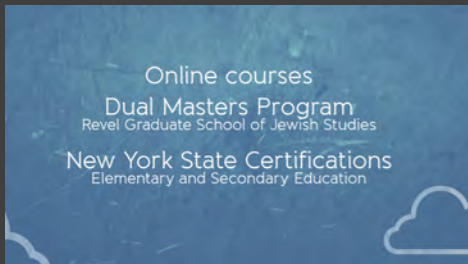 Online courses
Dual Masters Program
Revel Graduate School of Jewish Studies
New York State Certifications
Elementary and Secondary Education